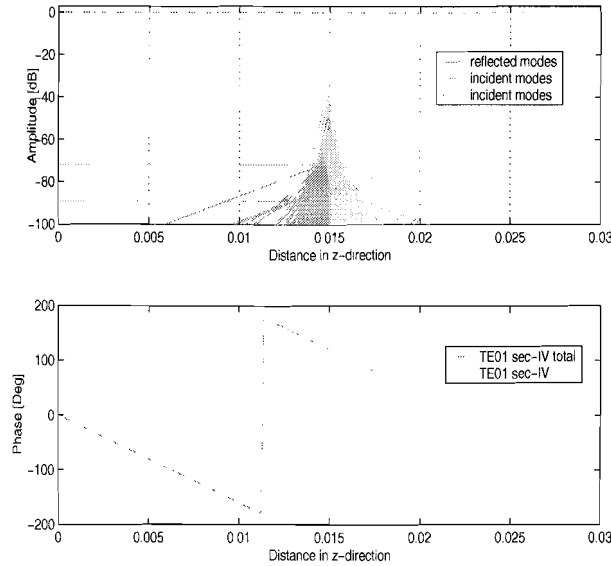 0
-20
-40
-60
-80
-100
Amplitude [dB]
reflected modes
incident modes
incident modes
0
0.005
0.01
0.015
0.02
0.025
0.03
Distance in z-direction
200
100
0
-100
-200
Phase [Deg]
TE01 sec-IV total
TE01 sec-IV
0
0.005
0.01
0.015
0.02
0.025
0.03
Distance in z-direction